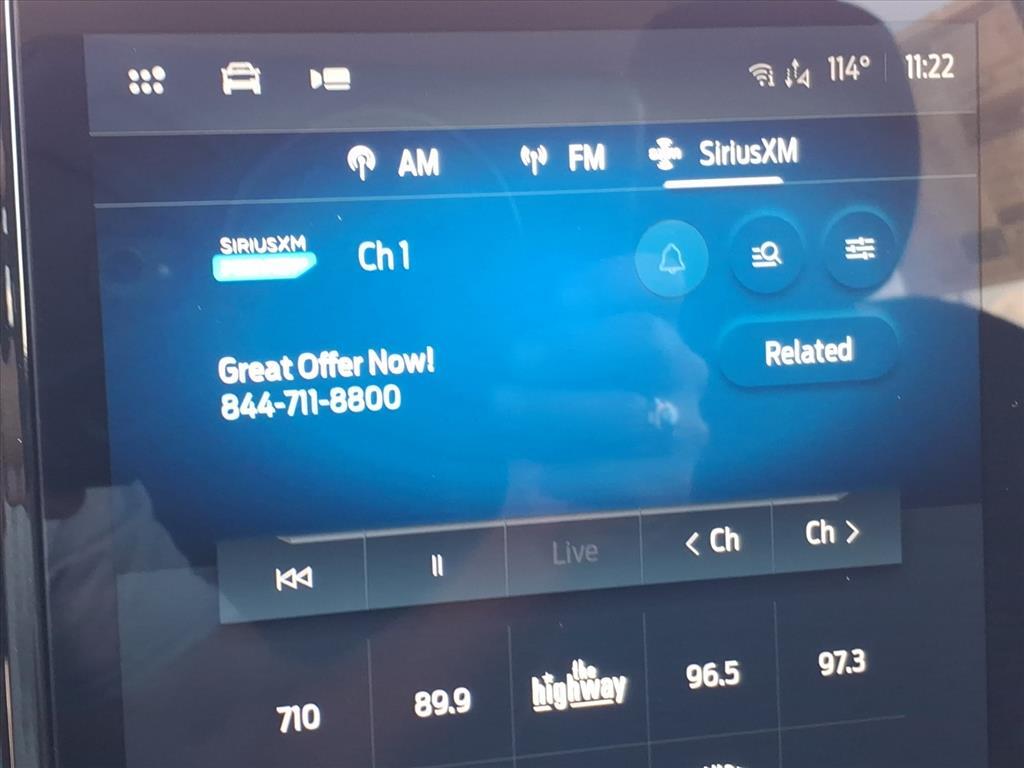 114° 11:22
AM FM SiriusXM
SIRIUSXM
Ch 1
Great Offer Now!
844-711-8800
Related
Live
Ch
Ch
710
89.9
the highway
96.5
97.3